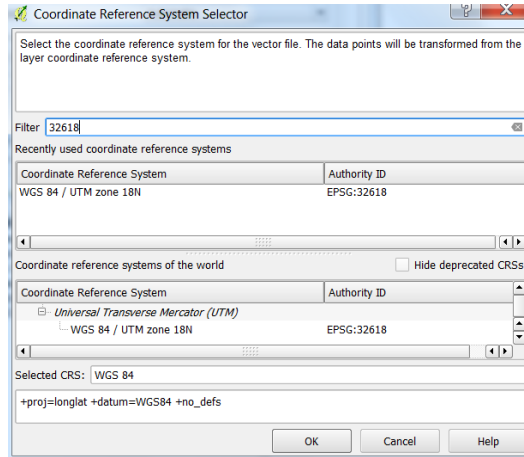 Coordinate Reference System Selector
Select the coordinate reference system for the vector file. The data points will be transformed from the
layer coordinate reference system.
Filter 32618
Recently used coordinate reference systems
Coordinate Reference System Authority ID
WGS 84 / UTM zone 18N EPSG:32618
Coordinate reference systems of the world Hide deprecated CRSs
Coordinate Reference System Authority ID
Universal Transverse Mercator (UTM)
WGS 84 / UTM zone 18N EPSG:32618
Selected CRS: WGS 84
+proj=longlat +datum=WGS84 +no_defs
OK Cancel Help